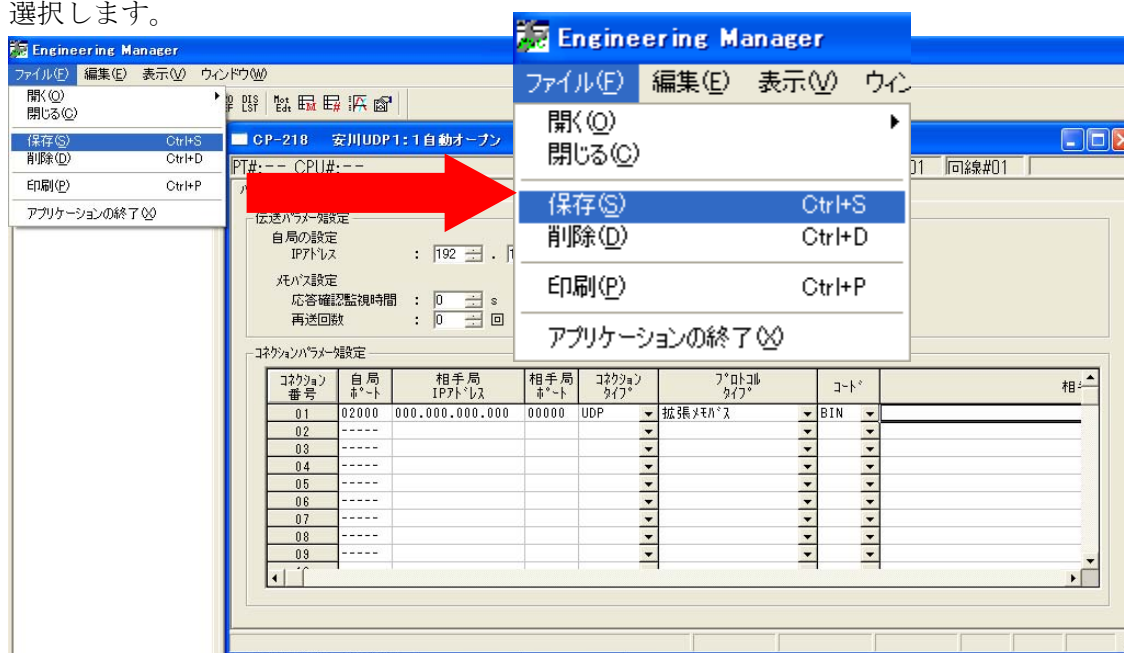 選択します。
Engineering Manager
ファイル(F) 編集(E) 表示(V) ウィンドウ(W)
開く(O)
閉じる(C)
保存(S) Ctrl+S
削除(D) Ctrl+D
印刷(P) Ctrl+P
アプリケーションの終了(X)
Engineering Manager
ファイル(F) 編集(E) 表示(V)
開く(O)
閉じる(C)
保存(S) Ctrl+S
削除(D) Ctrl+D
印刷(P) Ctrl+P
アプリケーションの終了(X)
CP-218 安川UDP1:1自動オープン
PT#:-- CPU#:--
01 回線#01
伝送パラメータ設定
自局の設定
IPアドレス : 192 .
メモバス設定
応答確認監視時間 : 0 s
再送回数 : 0 回
コネクションパラメータ設定
コネクション番号 自局ポート 相手局IPアドレス 相手局ポート コネクションタイプ プロトコルタイプ コード 相
01 02000 000.000.000.000 00000 UDP 拡張メモバス BIN
02 -----
03 -----
04 -----
05 -----
06 -----
07 -----
08 -----
09 -----